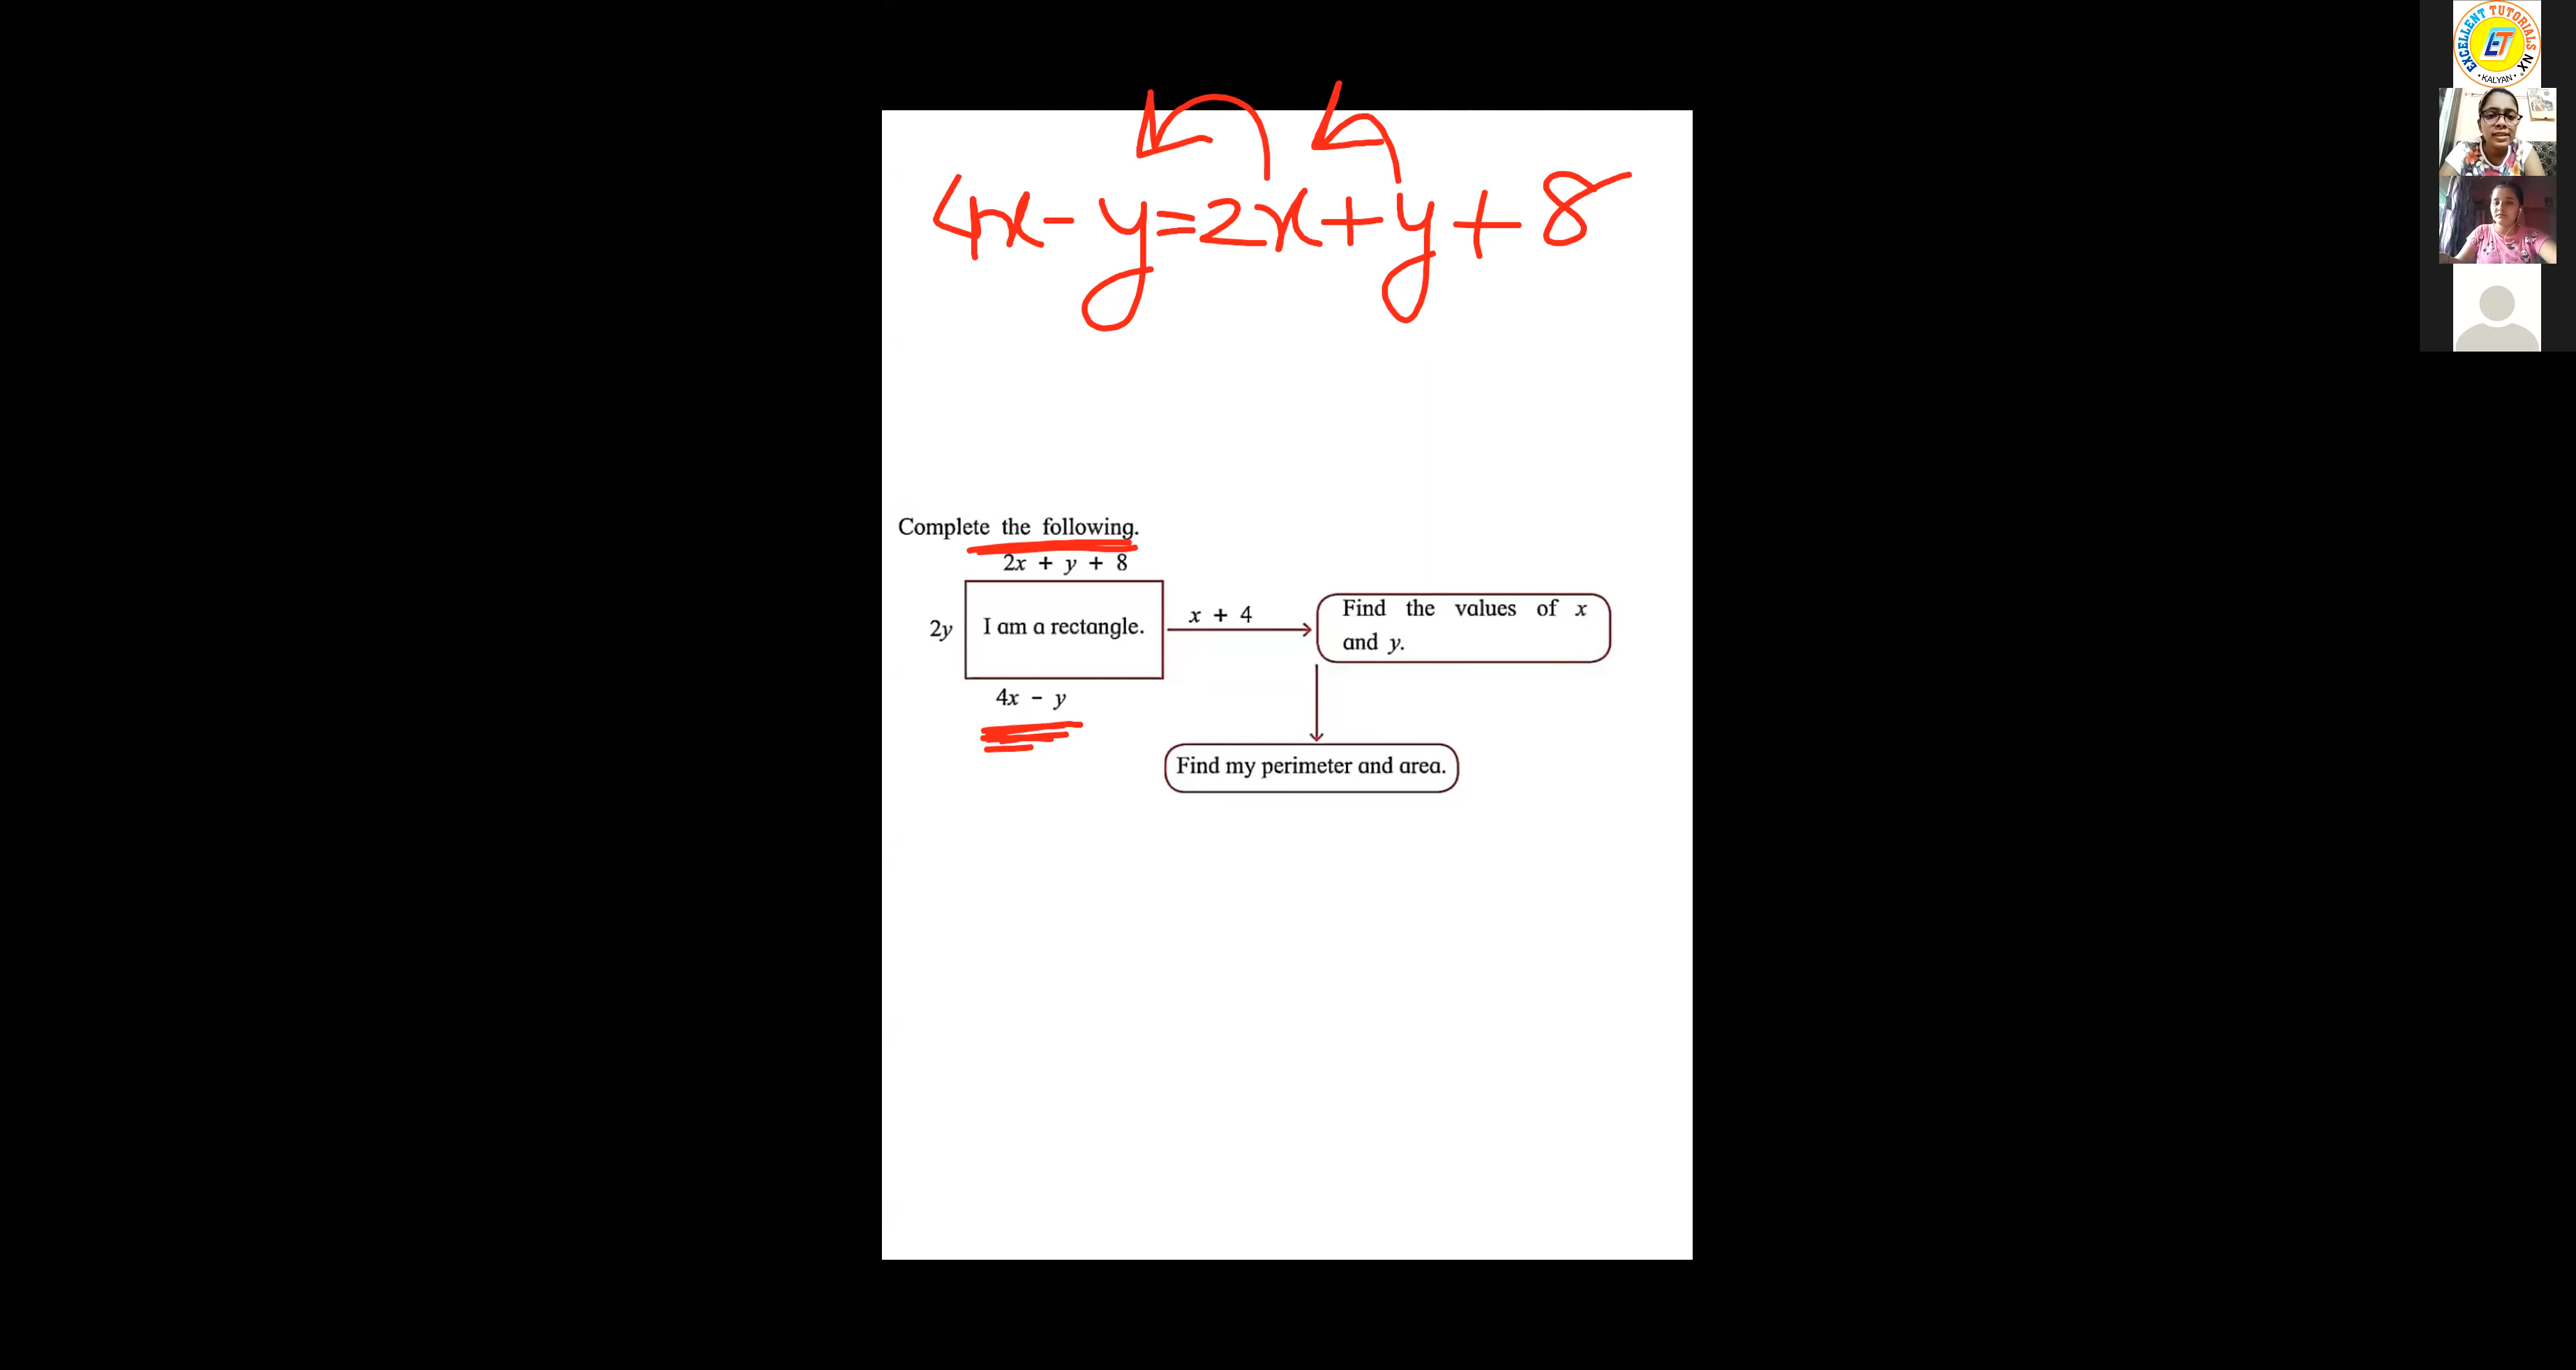 EXCELLENT TUTORIALS NX.
ET
• KALYAN •
4x - y = 2x + y + 8
Complete the following.
2x + y + 8
2y
I am a rectangle.
x + 4
Find the values of x
and y.
4x - y
Find my perimeter and area.